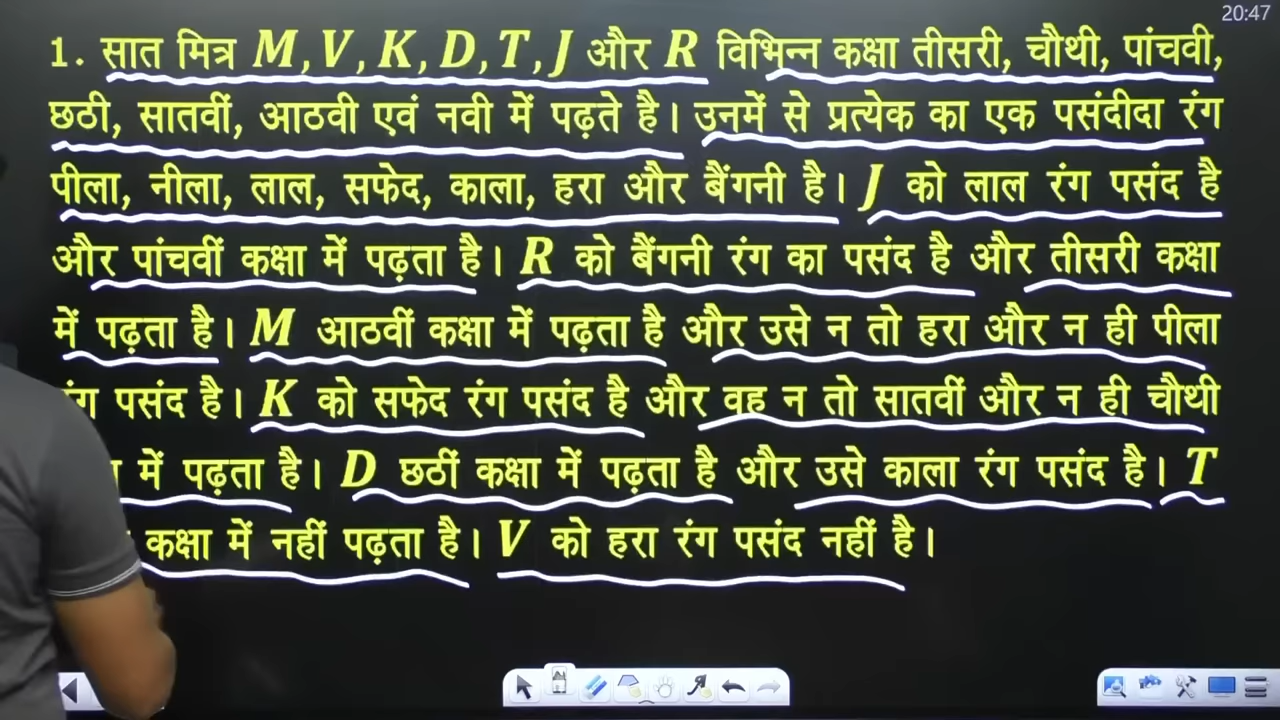 20:47
1. सात मित्र M, V, K, D, T, J और R विभिन्न कक्षा तीसरी, चौथी, पांचवी,
छठी, सातवीं, आठवी एवं नवी में पढ़ते है। उनमें से प्रत्येक का एक पसंदीदा रंग
पीला, नीला, लाल, सफेद, काला, हरा और बैंगनी है। J को लाल रंग पसंद है
और पांचवीं कक्षा में पढ़ता है। R को बैंगनी रंग का पसंद है और तीसरी कक्षा
में पढ़ता है। M आठवीं कक्षा में पढ़ता है और उसे न तो हरा और न ही पीला
पसंद है। K को सफेद रंग पसंद है और वह न तो सातवीं और न ही चौथी
में पढ़ता है। D छठीं कक्षा में पढ़ता है और उसे काला रंग पसंद है। T
कक्षा में नहीं पढ़ता है। V को हरा रंग पसंद नहीं है।